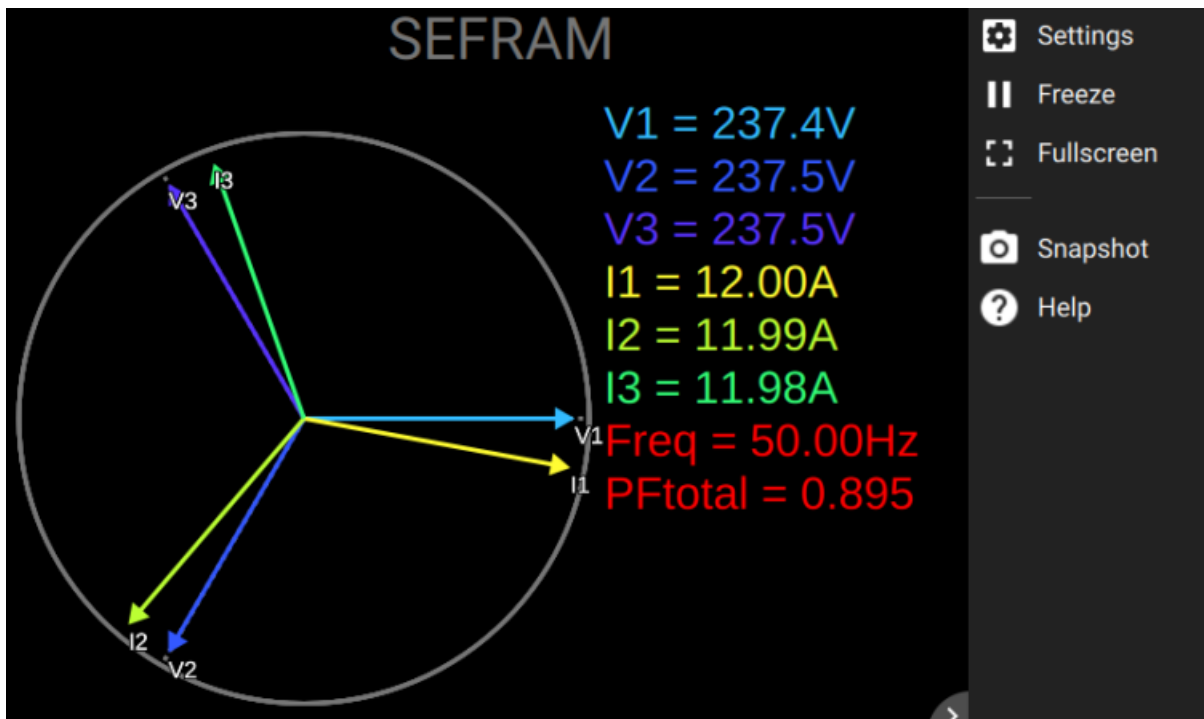 SEFRAM
V1 = 237.4V
V2 = 237.5V
V3 = 237.5V
I1 = 12.00A
I2 = 11.99A
I3 = 11.98A
Freq = 50.00Hz
PFtotal = 0.895
I3
V3
V1
I1
I2
V2
Settings
Freeze
Fullscreen
Snapshot
Help